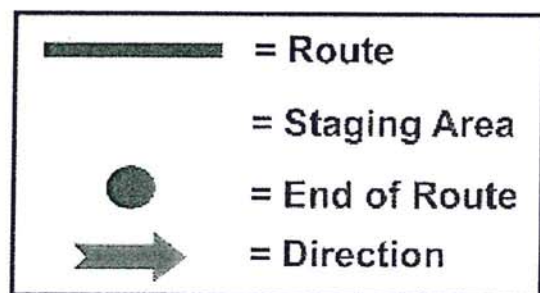 = Route
= Staging Area
= End of Route
= Direction